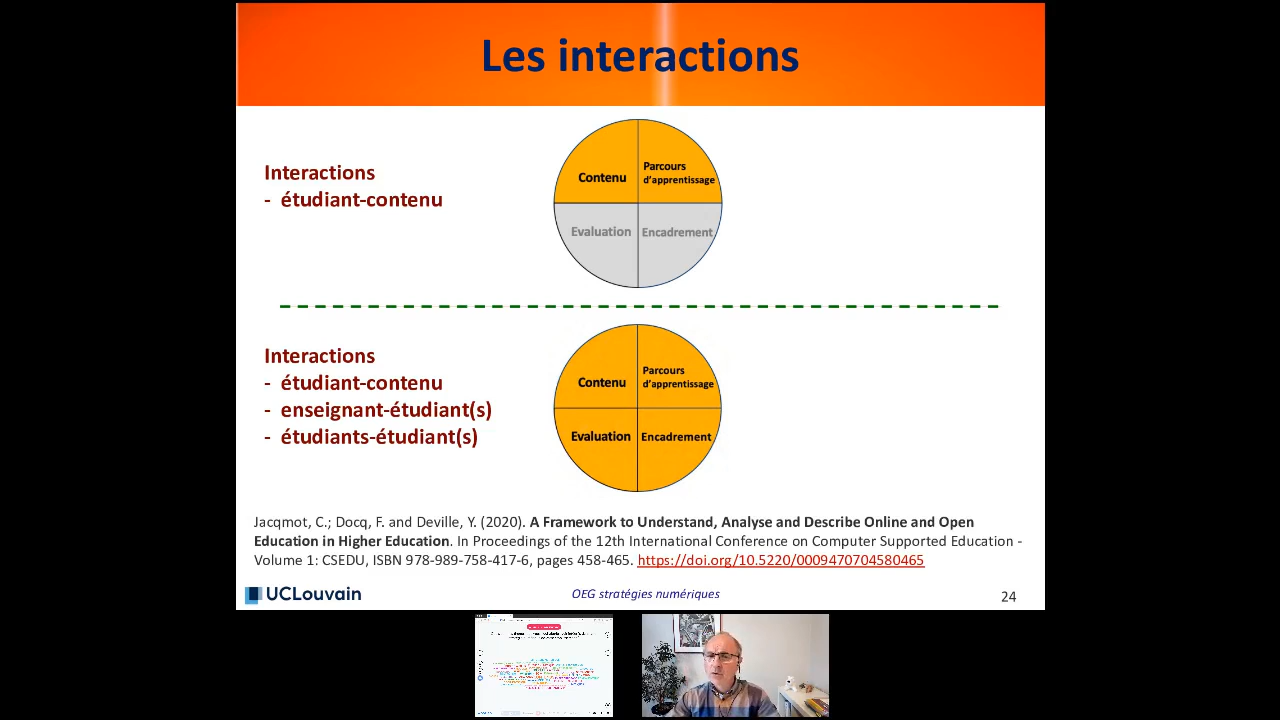 Les interactions
Interactions
- étudiant-contenu
Contenu
Parcours
d'apprentissage
Evaluation
Encadrement
Interactions
- étudiant-contenu
- enseignant-étudiant(s)
- étudiants-étudiant(s)
Contenu
Parcours
d'apprentissage
Evaluation
Encadrement
Jacqmot, C.; Docq, F. and Deville, Y. (2020). A Framework to Understand, Analyse and Describe Online and Open
Education in Higher Education. In Proceedings of the 12th International Conference on Computer Supported Education -
Volume 1: CSEDU, ISBN 978-989-758-417-6, pages 458-465. https://doi.org/10.5220/0009470704580465
UCLouvain
OEG stratégies numériques
24